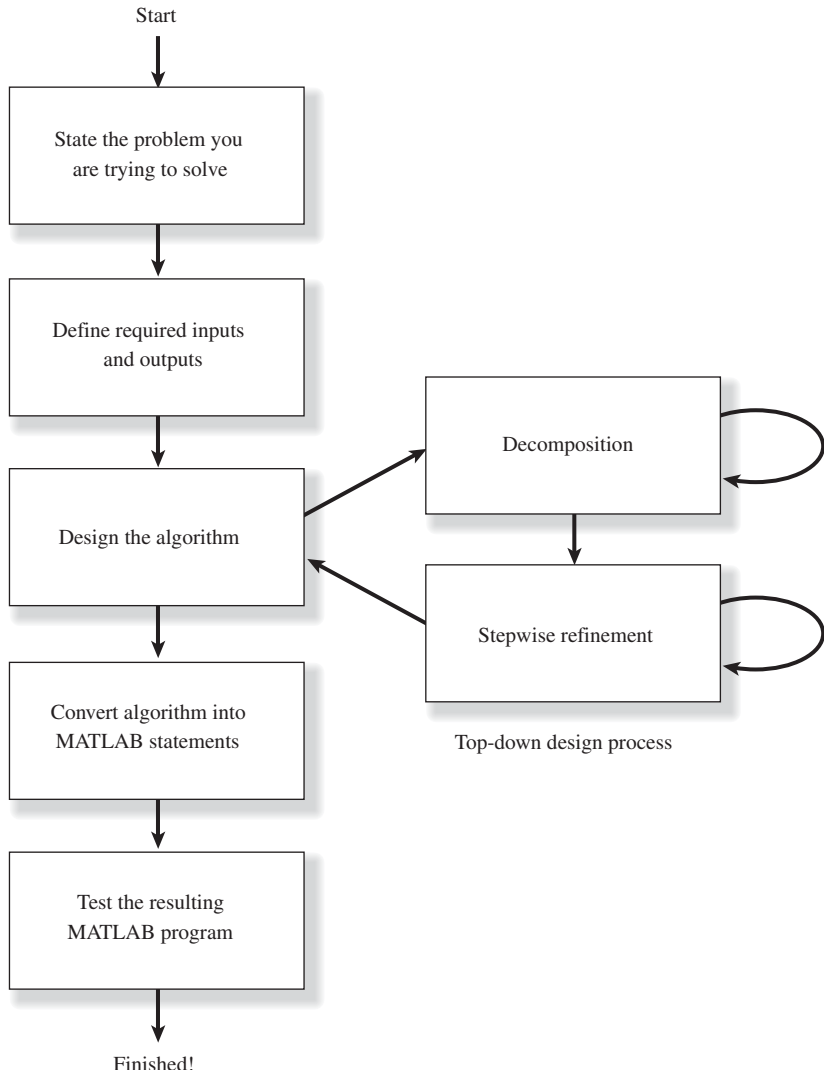 Start
State the problem you
are trying to solve
Define required inputs
and outputs
Design the algorithm
Decomposition
Stepwise refinement
Top-down design process
Convert algorithm into
MATLAB statements
Test the resulting
MATLAB program
Finished!